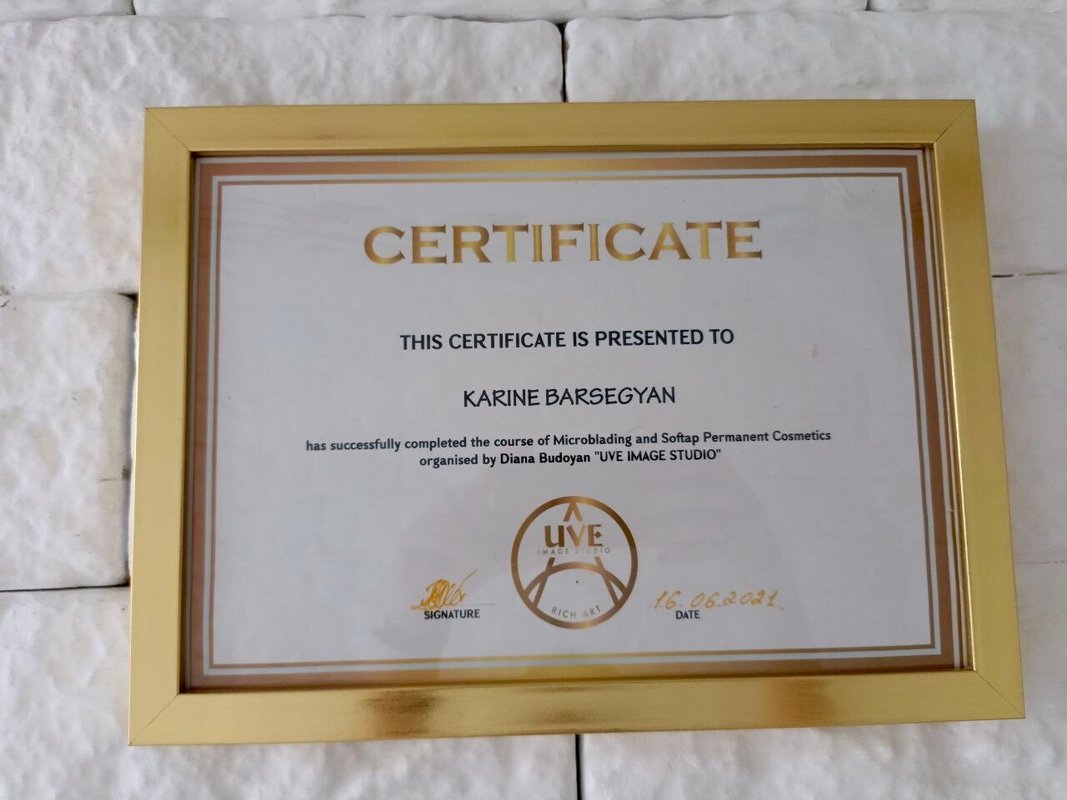 CERTIFICATE
THIS CERTIFICATE IS PRESENTED TO
KARINE BARSEGYAN
has successfully completed the course of Microblading and Softap Permanent Cosmetics
organised by Diana Budoyan "UVE IMAGE STUDIO"
UVE
IMAGE STUDIO
RICH ART
SIGNATURE
16.06.2021
DATE